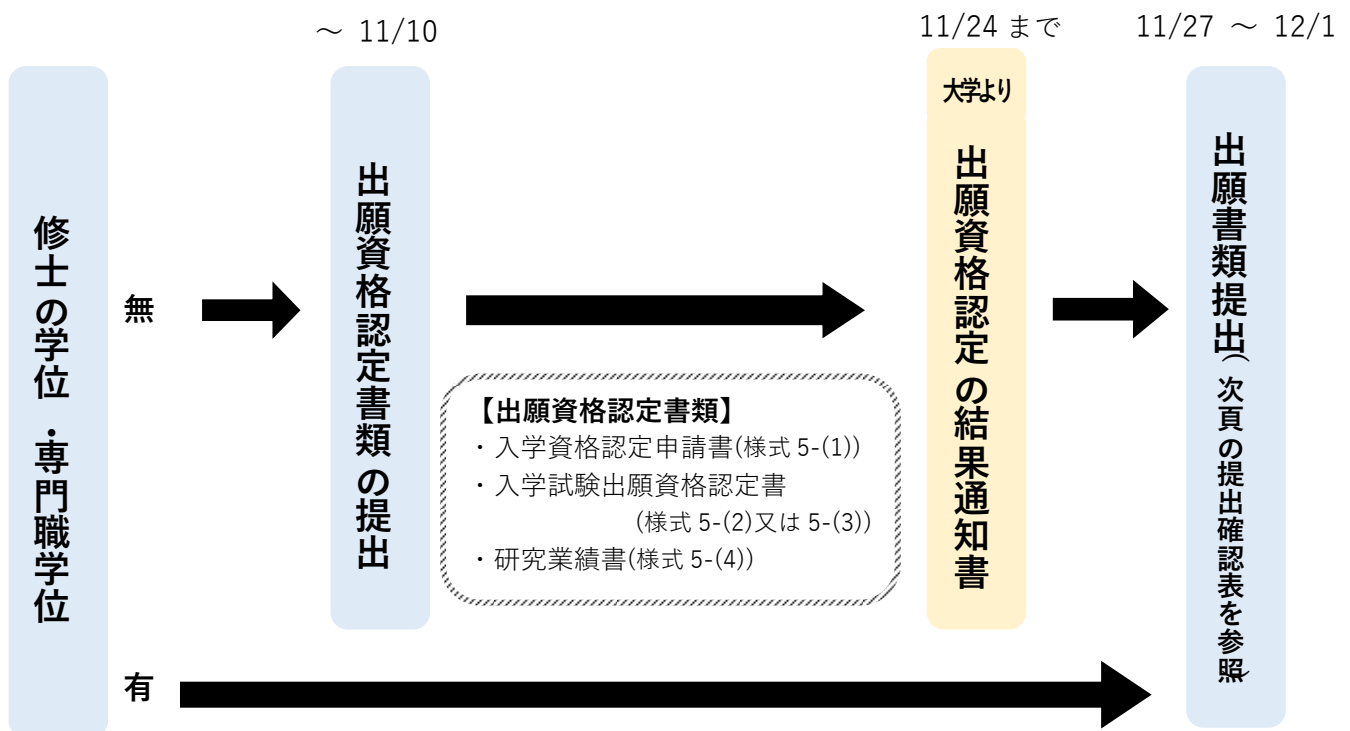 ～ 11/10
11/24 まで
11/27 ～ 12/1
修士の学位・専門職学位
無
出願資格認定書類の提出
【出願資格認定書類】
・入学資格認定申請書(様式 5-(1))
・入学試験出願資格認定書
(様式 5-(2)又は 5-(3))
・研究業績書(様式 5-(4))
大学より
出願資格認定の結果通知書
出願書類提出(次頁の提出確認表を参照)
有